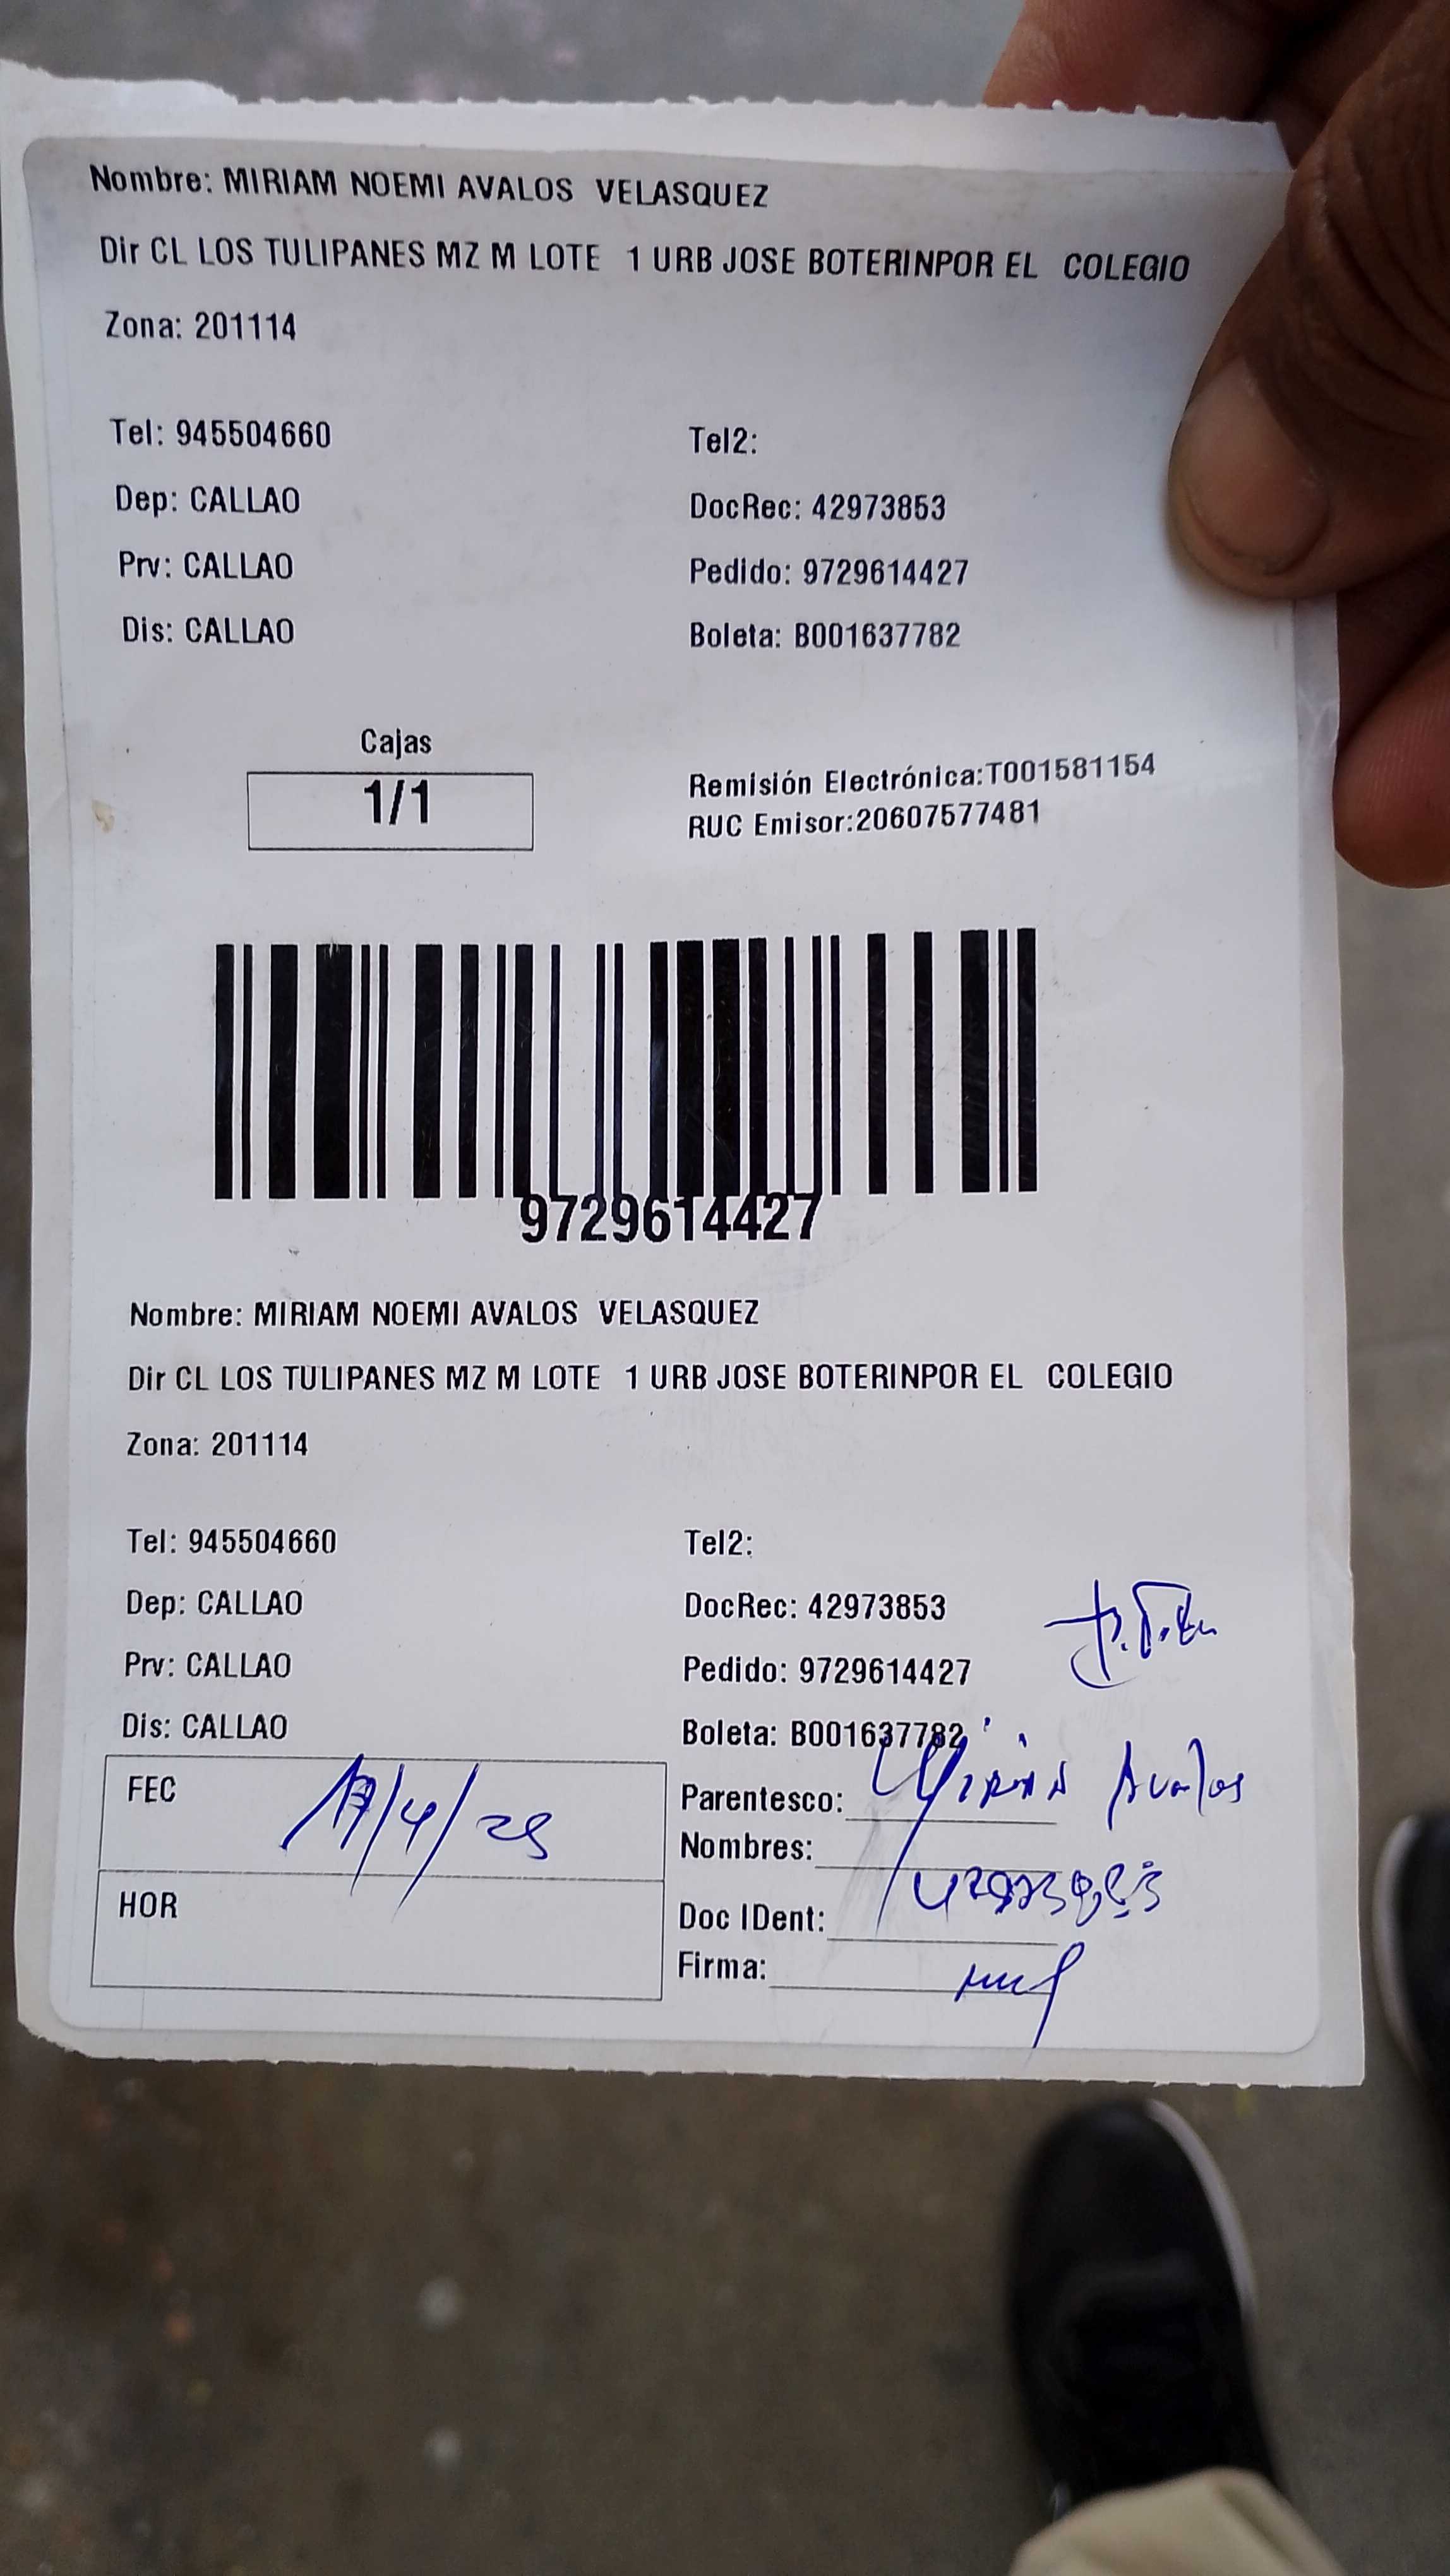 Nombre: MIRIAM NOEMI AVALOS VELASQUEZ
Dir CL LOS TULIPANES MZ M LOTE 1 URB JOSE BOTERINPOR EL COLEGIO
Zona: 201114
Tel: 945504660 Tel2:
Dep: CALLAO DocRec: 42973853
Prv: CALLAO Pedido: 9729614427
Dis: CALLAO Boleta: B001637782
Cajas
1/1
Remisión Electrónica:T001581154
RUC Emisor:20607577481
9729614427
Nombre: MIRIAM NOEMI AVALOS VELASQUEZ
Dir CL LOS TULIPANES MZ M LOTE 1 URB JOSE BOTERINPOR EL COLEGIO
Zona: 201114
Tel: 945504660 Tel2:
Dep: CALLAO DocRec: 42973853
Prv: CALLAO Pedido: 9729614427
Dis: CALLAO Boleta: B001637782
FEC
Parentesco: Avalos
Nombres:
HOR
Doc IDent:
Firma: